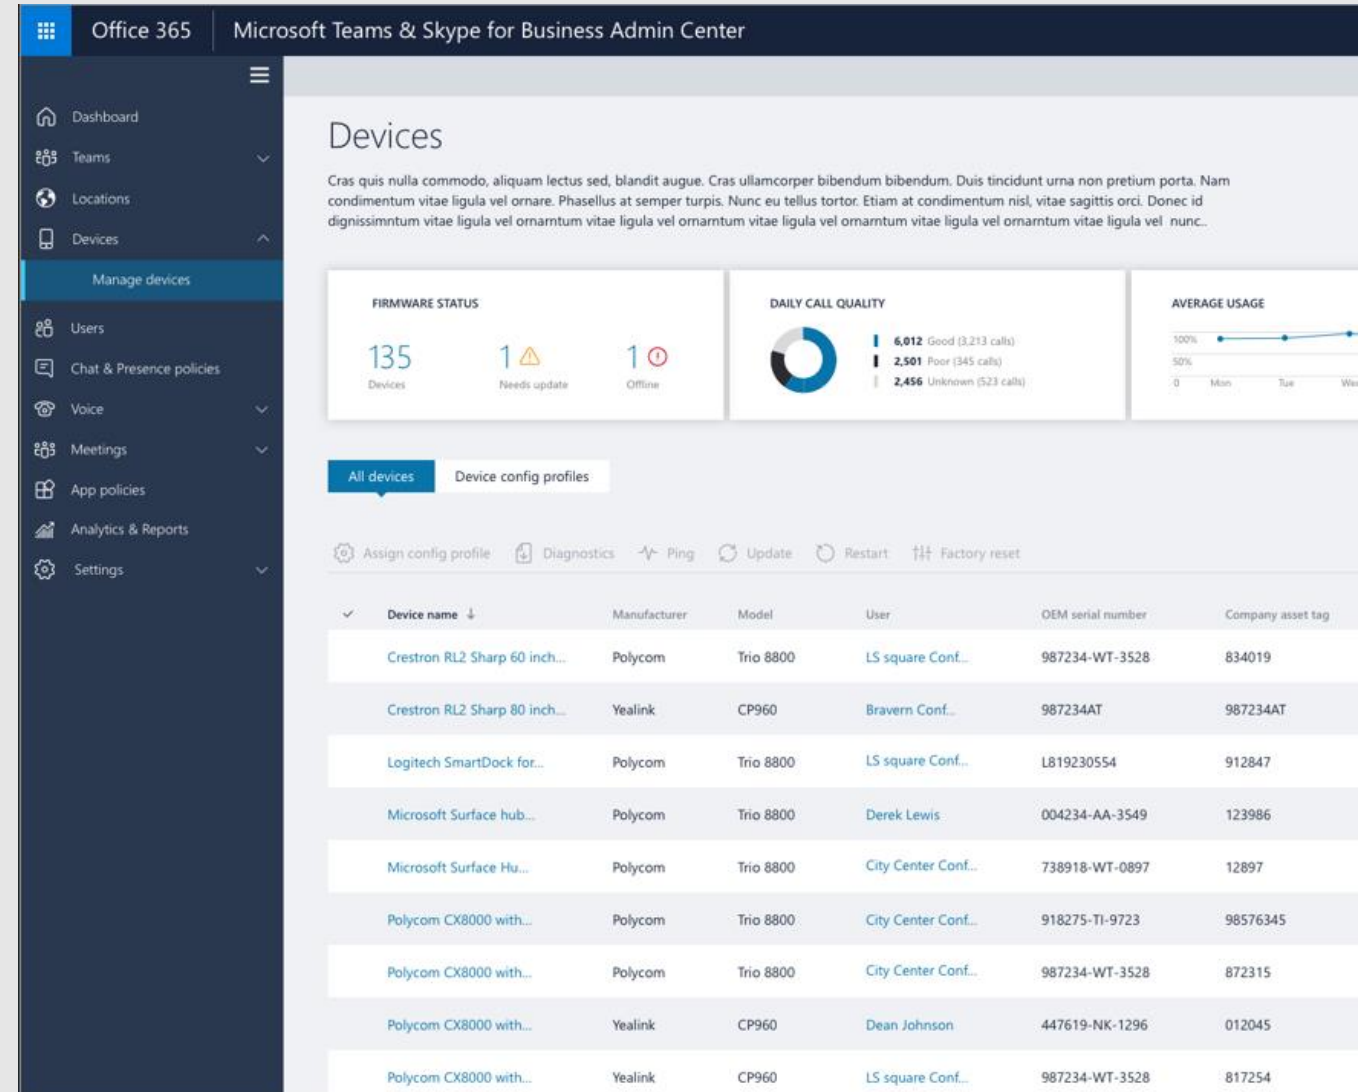 Office 365 Microsoft Teams & Skype for Business Admin Center
Dashboard
Teams
Locations
Devices
Manage devices
Users
Chat & Presence policies
Voice
Meetings
App policies
Analytics & Reports
Settings
Devices
Cras quis nulla commodo, aliquam lectus sed, blandit augue. Cras ullamcorper bibendum bibendum. Duis tincidunt urna non pretium porta. Nam
condimentum vitae ligula vel ornare. Phasellus at semper turpis. Nunc eu tellus tortor. Etiam at condimentum nisl, vitae sagittis orci. Donec id
dignissimntum vitae ligula vel ornarntum vitae ligula vel ornarntum vitae ligula vel ornarntum vitae ligula vel ornarntum vitae ligula vel nunc..
FIRMWARE STATUS
135 1 1
Devices Needs update Offline
DAILY CALL QUALITY
6,012 Good (3,213 calls)
2,501 Poor (345 calls)
2,456 Unknown (523 calls)
AVERAGE USAGE
100%
50%
0 Mon Tue Wed
All devices Device config profiles
Assign config profile Diagnostics Ping Update Restart Factory reset
Device name Manufacturer Model User OEM serial number Company asset tag
Crestron RL2 Sharp 60 inch... Polycom Trio 8800 LS square Conf... 987234-WT-3528 834019
Crestron RL2 Sharp 80 inch... Yealink CP960 Bravern Conf... 987234AT 987234AT
Logitech SmartDock for... Polycom Trio 8800 LS square Conf... L819230554 912847
Microsoft Surface hub... Polycom Trio 8800 Derek Lewis 004234-AA-3549 123986
Microsoft Surface Hu... Polycom Trio 8800 City Center Conf... 738918-WT-0897 12897
Polycom CX8000 with... Polycom Trio 8800 City Center Conf... 918275-TI-9723 98576345
Polycom CX8000 with... Polycom Trio 8800 City Center Conf... 987234-WT-3528 872315
Polycom CX8000 with... Yealink CP960 Dean Johnson 447619-NK-1296 012045
Polycom CX8000 with... Yealink CP960 LS square Conf... 987234-WT-3528 817254